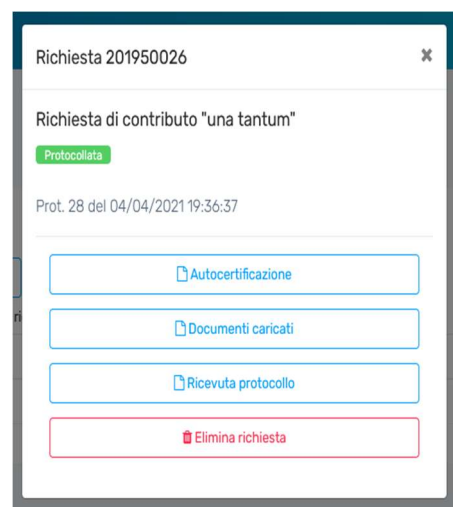 Richiesta 201950026
Richiesta di contributo "una tantum"
Protocollata
Prot. 28 del 04/04/2021 19:36:37
Autocertificazione
Documenti caricati
ri
Ricevuta protocollo
Elimina richiesta